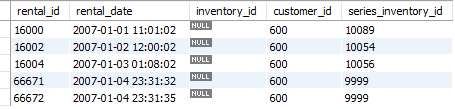 rental_id rental_date inventory_id customer_id series_inventory_id
16000 2007-01-01 11:01:02 NULL 600 10089
16002 2007-01-02 12:00:02 NULL 600 10054
16004 2007-01-03 01:08:02 NULL 600 10056
66671 2007-01-04 23:31:32 NULL 600 9999
66672 2007-01-04 23:31:35 NULL 600 9999